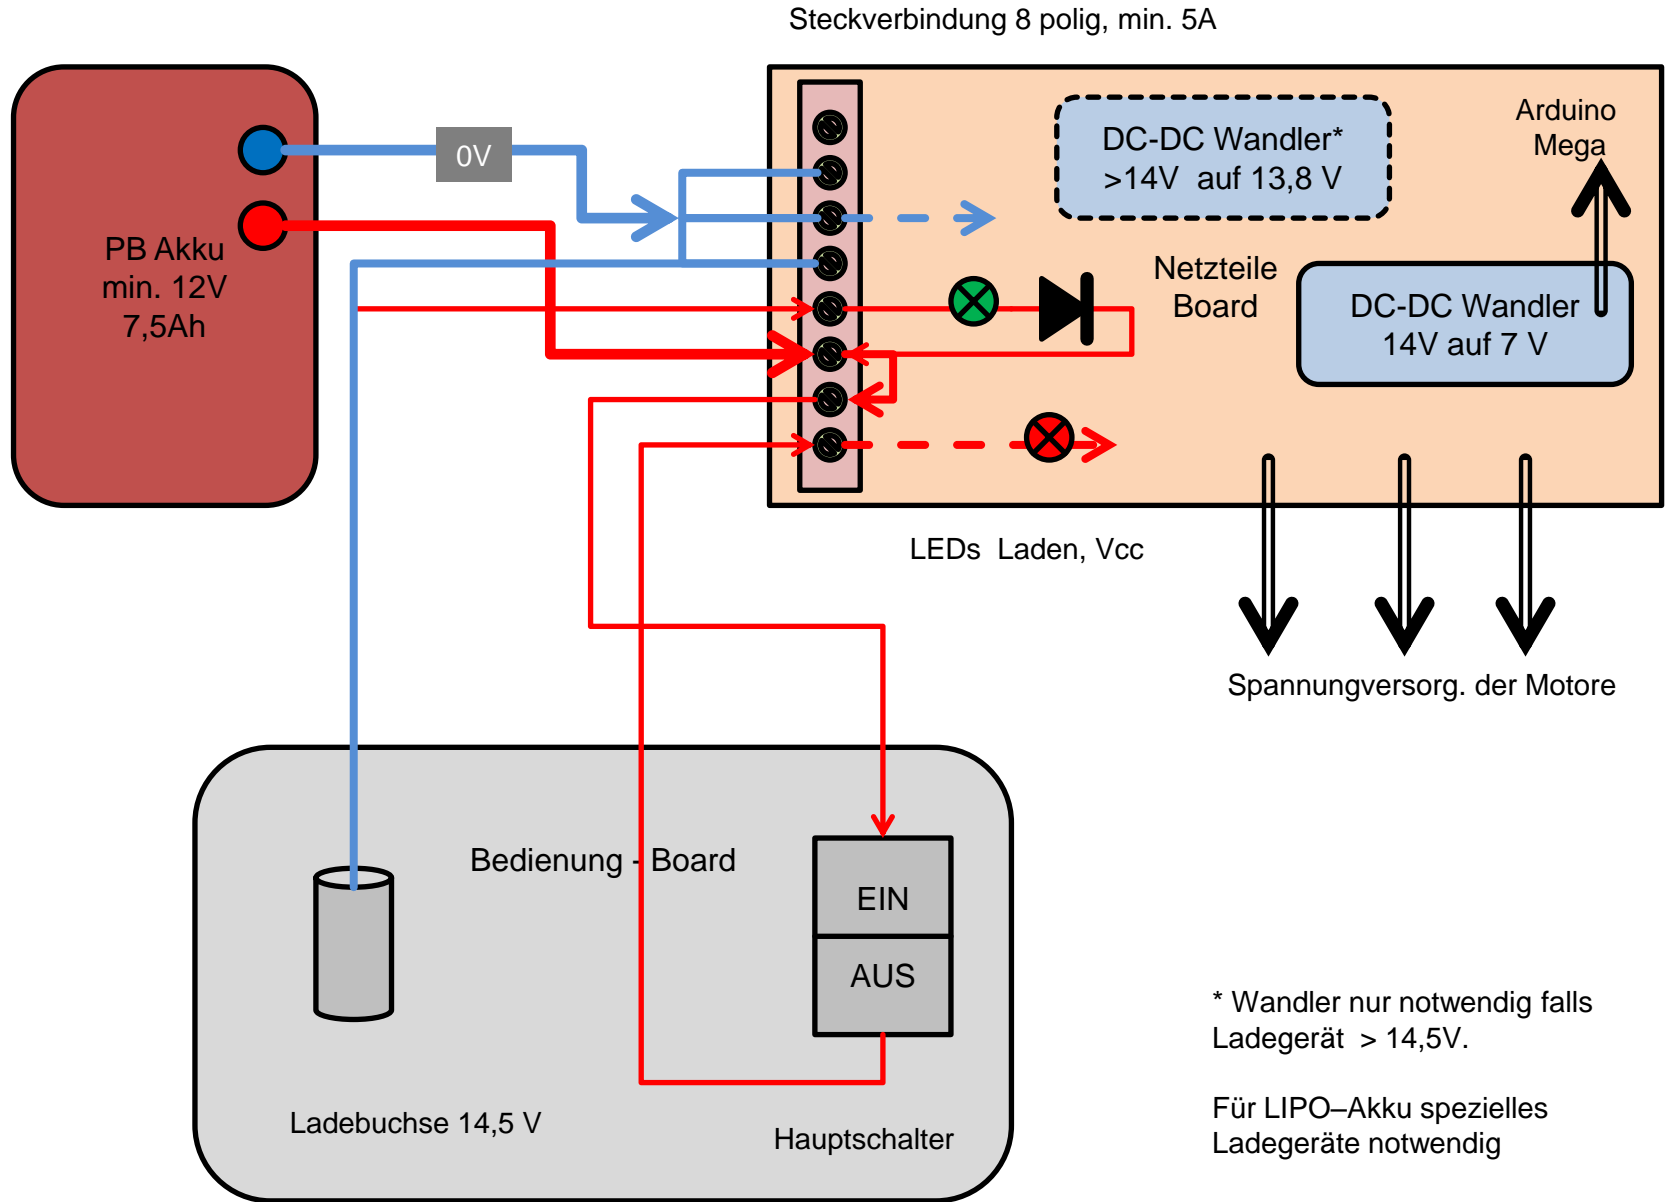 Steckverbindung 8 polig, min. 5A
0V
PB Akku
min. 12V
7,5Ah
DC-DC Wandler*
>14V  auf 13,8 V
Arduino
Mega
Netzteile
Board
DC-DC Wandler
14V auf 7 V
LEDs  Laden, Vcc
Spannungversorg. der Motore
Bedienung - Board
EIN
AUS
Ladebuchse 14,5 V
Hauptschalter
* Wandler nur notwendig falls
Ladegerät  > 14,5V.
Für LIPO–Akku spezielles
Ladegeräte notwendig